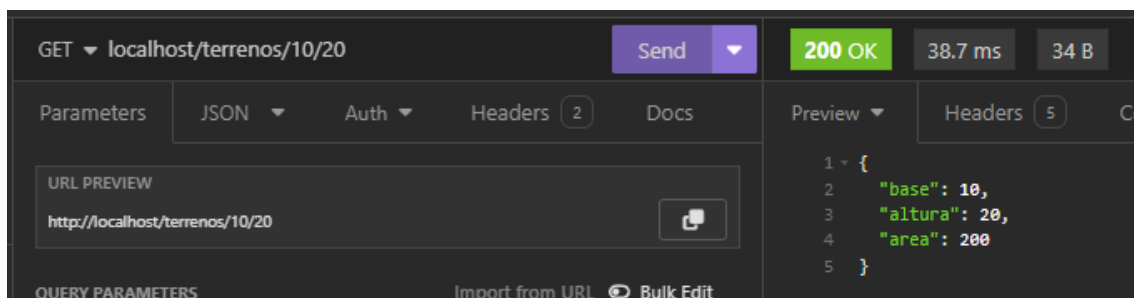 GET localhost/terrenos/10/20 Send 200 OK 38.7 ms 34 B
Parameters JSON Auth Headers 2 Docs Preview Headers 5
URL PREVIEW
http://localhost/terrenos/10/20
QUERY PARAMETERS Import from URL Bulk Edit
1 {
2 "base": 10,
3 "altura": 20,
4 "area": 200
5 }